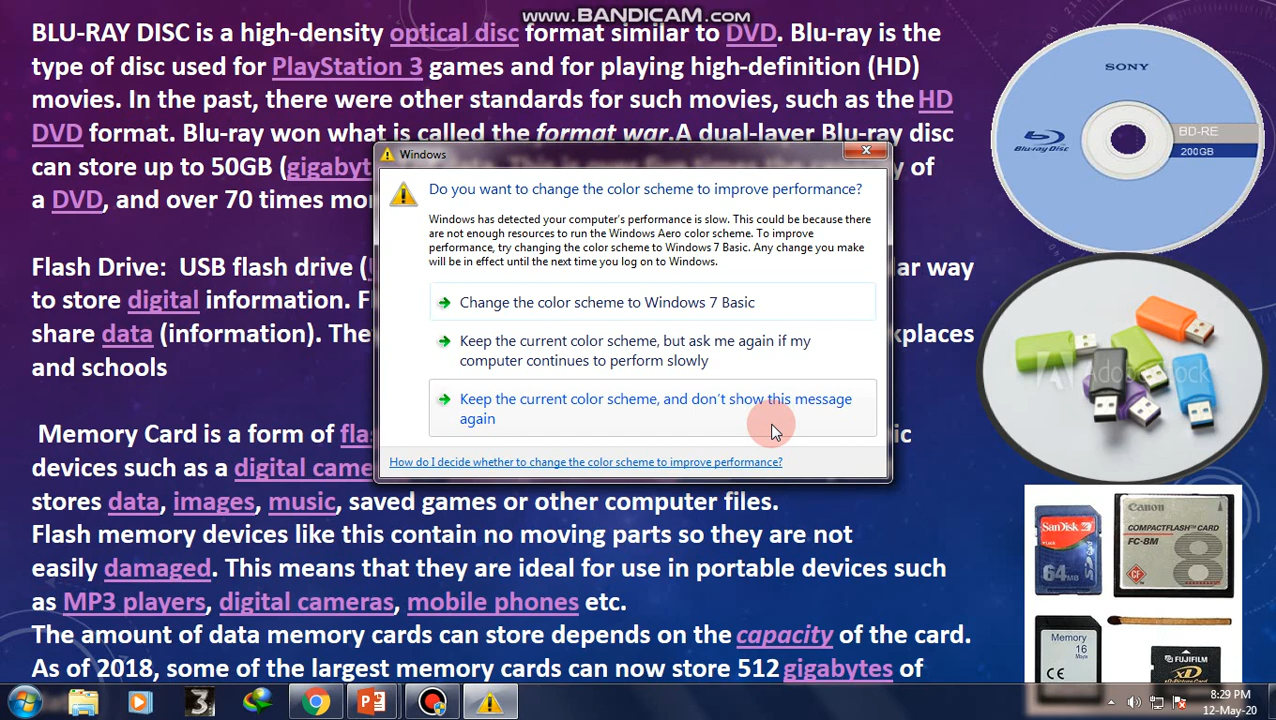 www.BANDICAM.com
BLU-RAY DISC is a high-density optical disc format similar to DVD. Blu-ray is the
type of disc used for PlayStation 3 games and for playing high-definition (HD)
movies. In the past, there were other standards for such movies, such as the HD
DVD format. Blu-ray won what is called the format war.A dual-layer Blu-ray disc
can store up to 50GB (gigabyt
y of
a DVD, and over 70 times mor
SONY
Blu-ray Disc
BD-RE
200GB
Windows
Do you want to change the color scheme to improve performance?
Windows has detected your computer's performance is slow. This could be because there
are not enough resources to run the Windows Aero color scheme. To improve
performance, try changing the color scheme to Windows 7 Basic. Any change you make
will be in effect until the next time you log on to Windows.
Change the color scheme to Windows 7 Basic
Keep the current color scheme, but ask me again if my
computer continues to perform slowly
Keep the current color scheme, and don't show this message
again
How do I decide whether to change the color scheme to improve performance?
Flash Drive: USB flash drive (
lar way
to store digital information. F
share data (information). The
kplaces
and schools
Adobe Stock
Memory Card is a form of flas
ic
devices such as a digital came
stores data, images, music, saved games or other computer files.
Flash memory devices like this contain no moving parts so they are not
easily damaged. This means that they are ideal for use in portable devices such
as MP3 players, digital cameras, mobile phones etc.
The amount of data memory cards can store depends on the capacity of the card.
As of 2018, some of the largest memory cards can now store 512 gigabytes of
SanDisk
64MB
Canon
COMPACTFLASH CARD
FC-8M
8
Memory
16
CE
FUJIFILM
8:29 PM
12-May-20